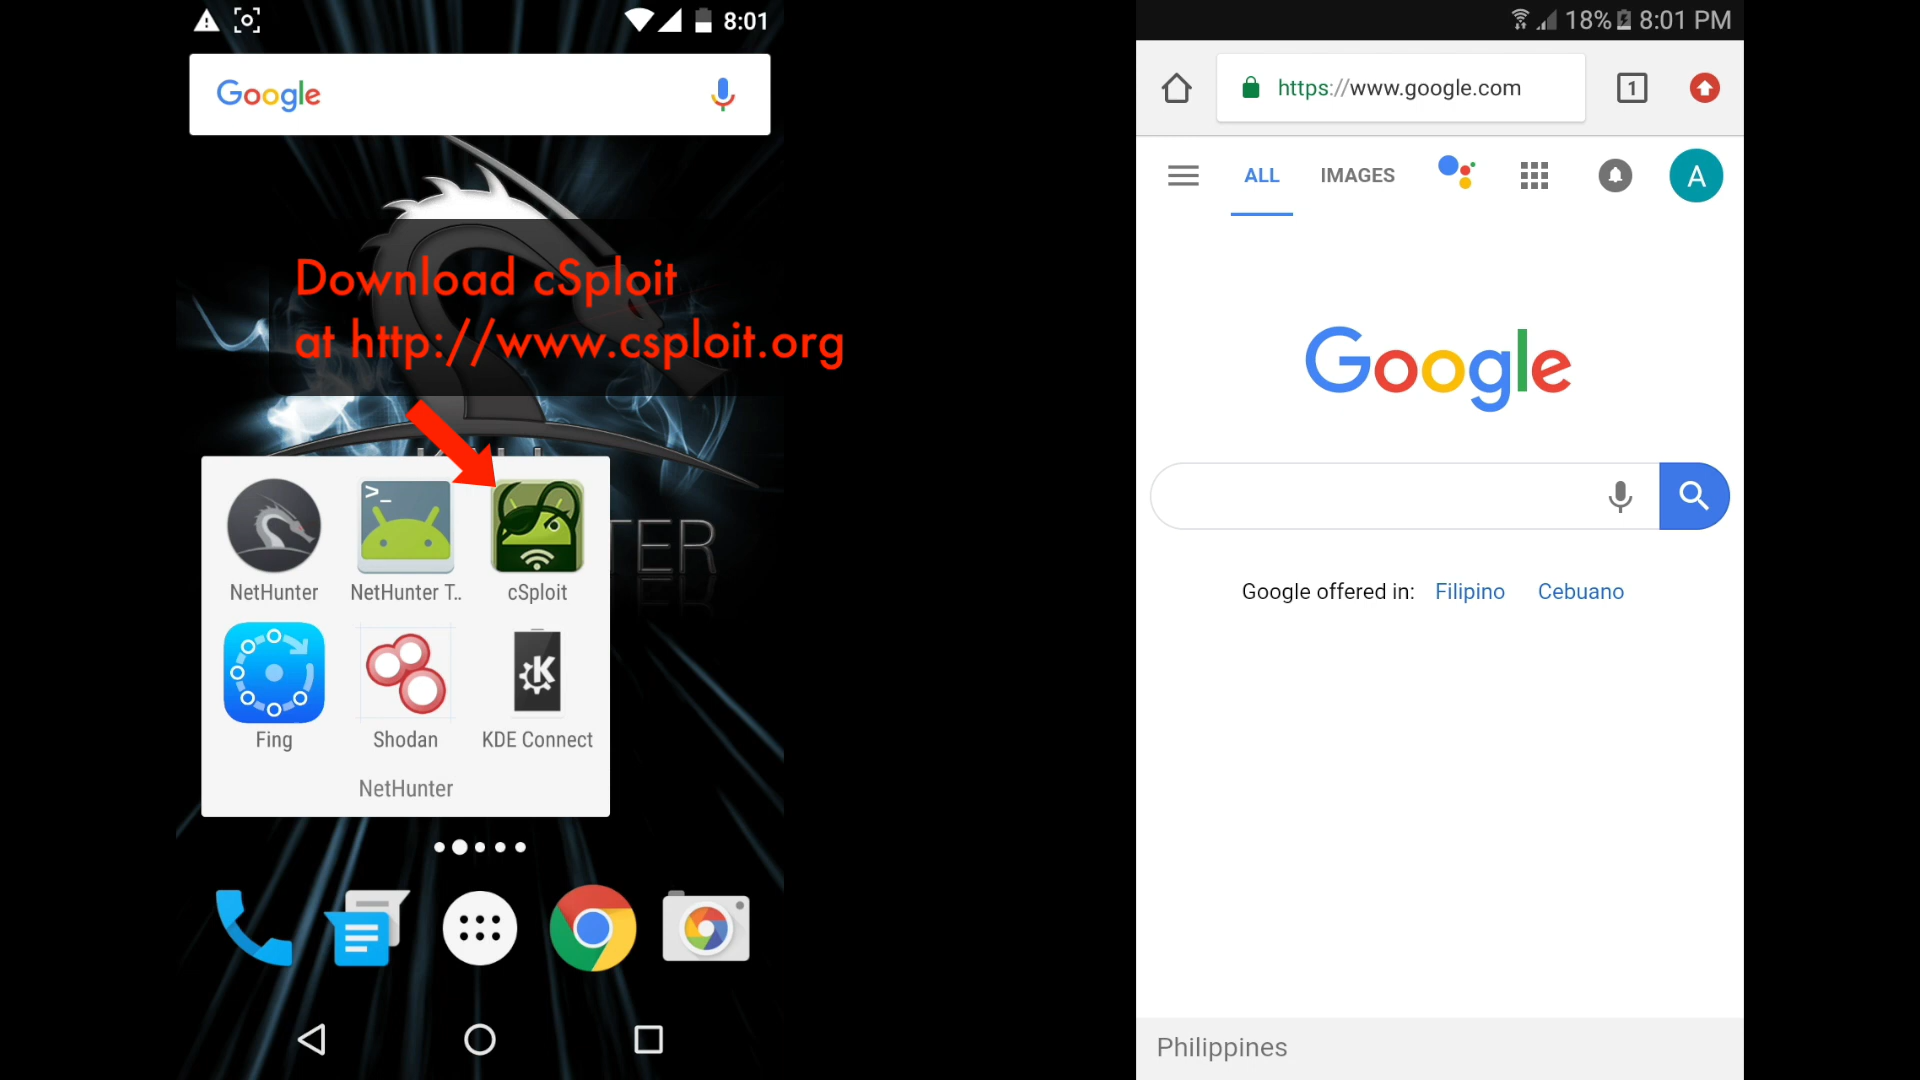 8:01
Google
Download cSploit
at http://www.csploit.org
TER
>_
NetHunter
NetHunter T..
cSploit
Fing
Shodan
KDE Connect
NetHunter
18% 8:01 PM
https://www.google.com
1
ALL
IMAGES
A
Google
Google offered in: Filipino Cebuano
Philippines